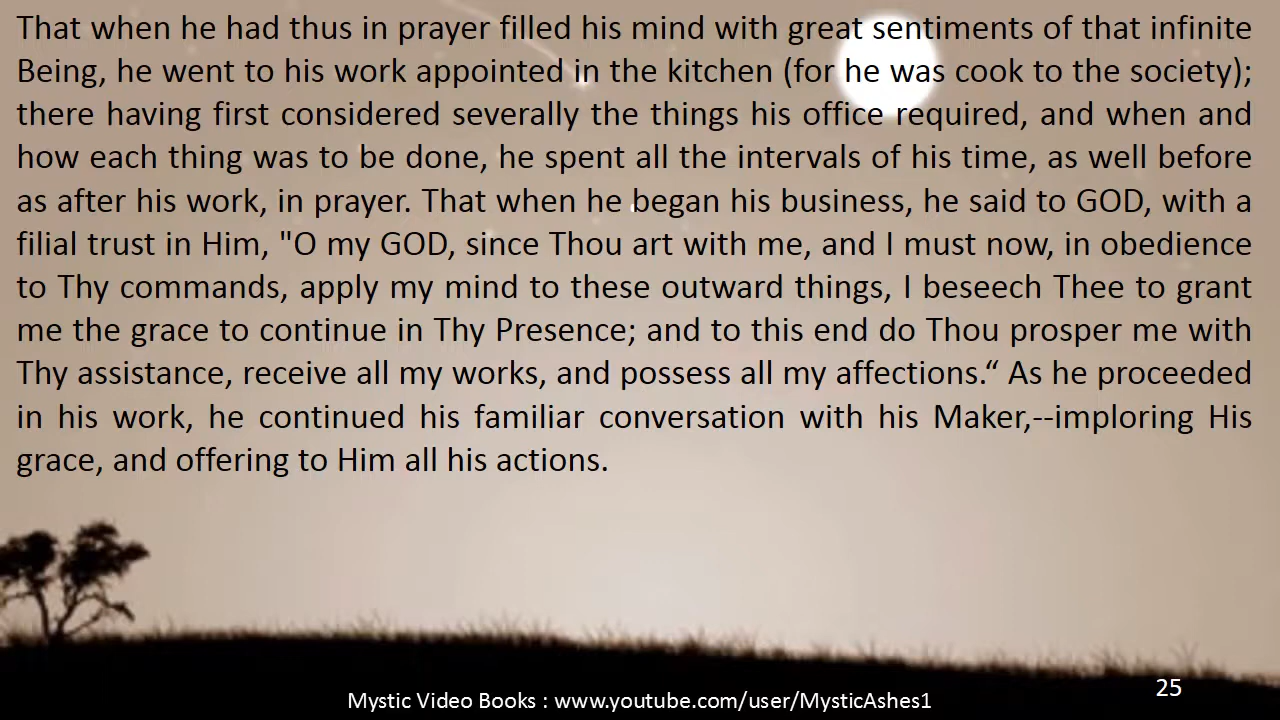 That when he had thus in prayer filled his mind with great sentiments of that infinite
Being, he went to his work appointed in the kitchen (for he was cook to the society);
there having first considered severally the things his office required, and when and
how each thing was to be done, he spent all the intervals of his time, as well before
as after his work, in prayer. That when he began his business, he said to GOD, with a
filial trust in Him, "O my GOD, since Thou art with me, and I must now, in obedience
to Thy commands, apply my mind to these outward things, I beseech Thee to grant
me the grace to continue in Thy Presence; and to this end do Thou prosper me with
Thy assistance, receive all my works, and possess all my affections.“ As he proceeded
in his work, he continued his familiar conversation with his Maker,--imploring His
grace, and offering to Him all his actions.
25
Mystic Video Books : www.youtube.com/user/MysticAshes1